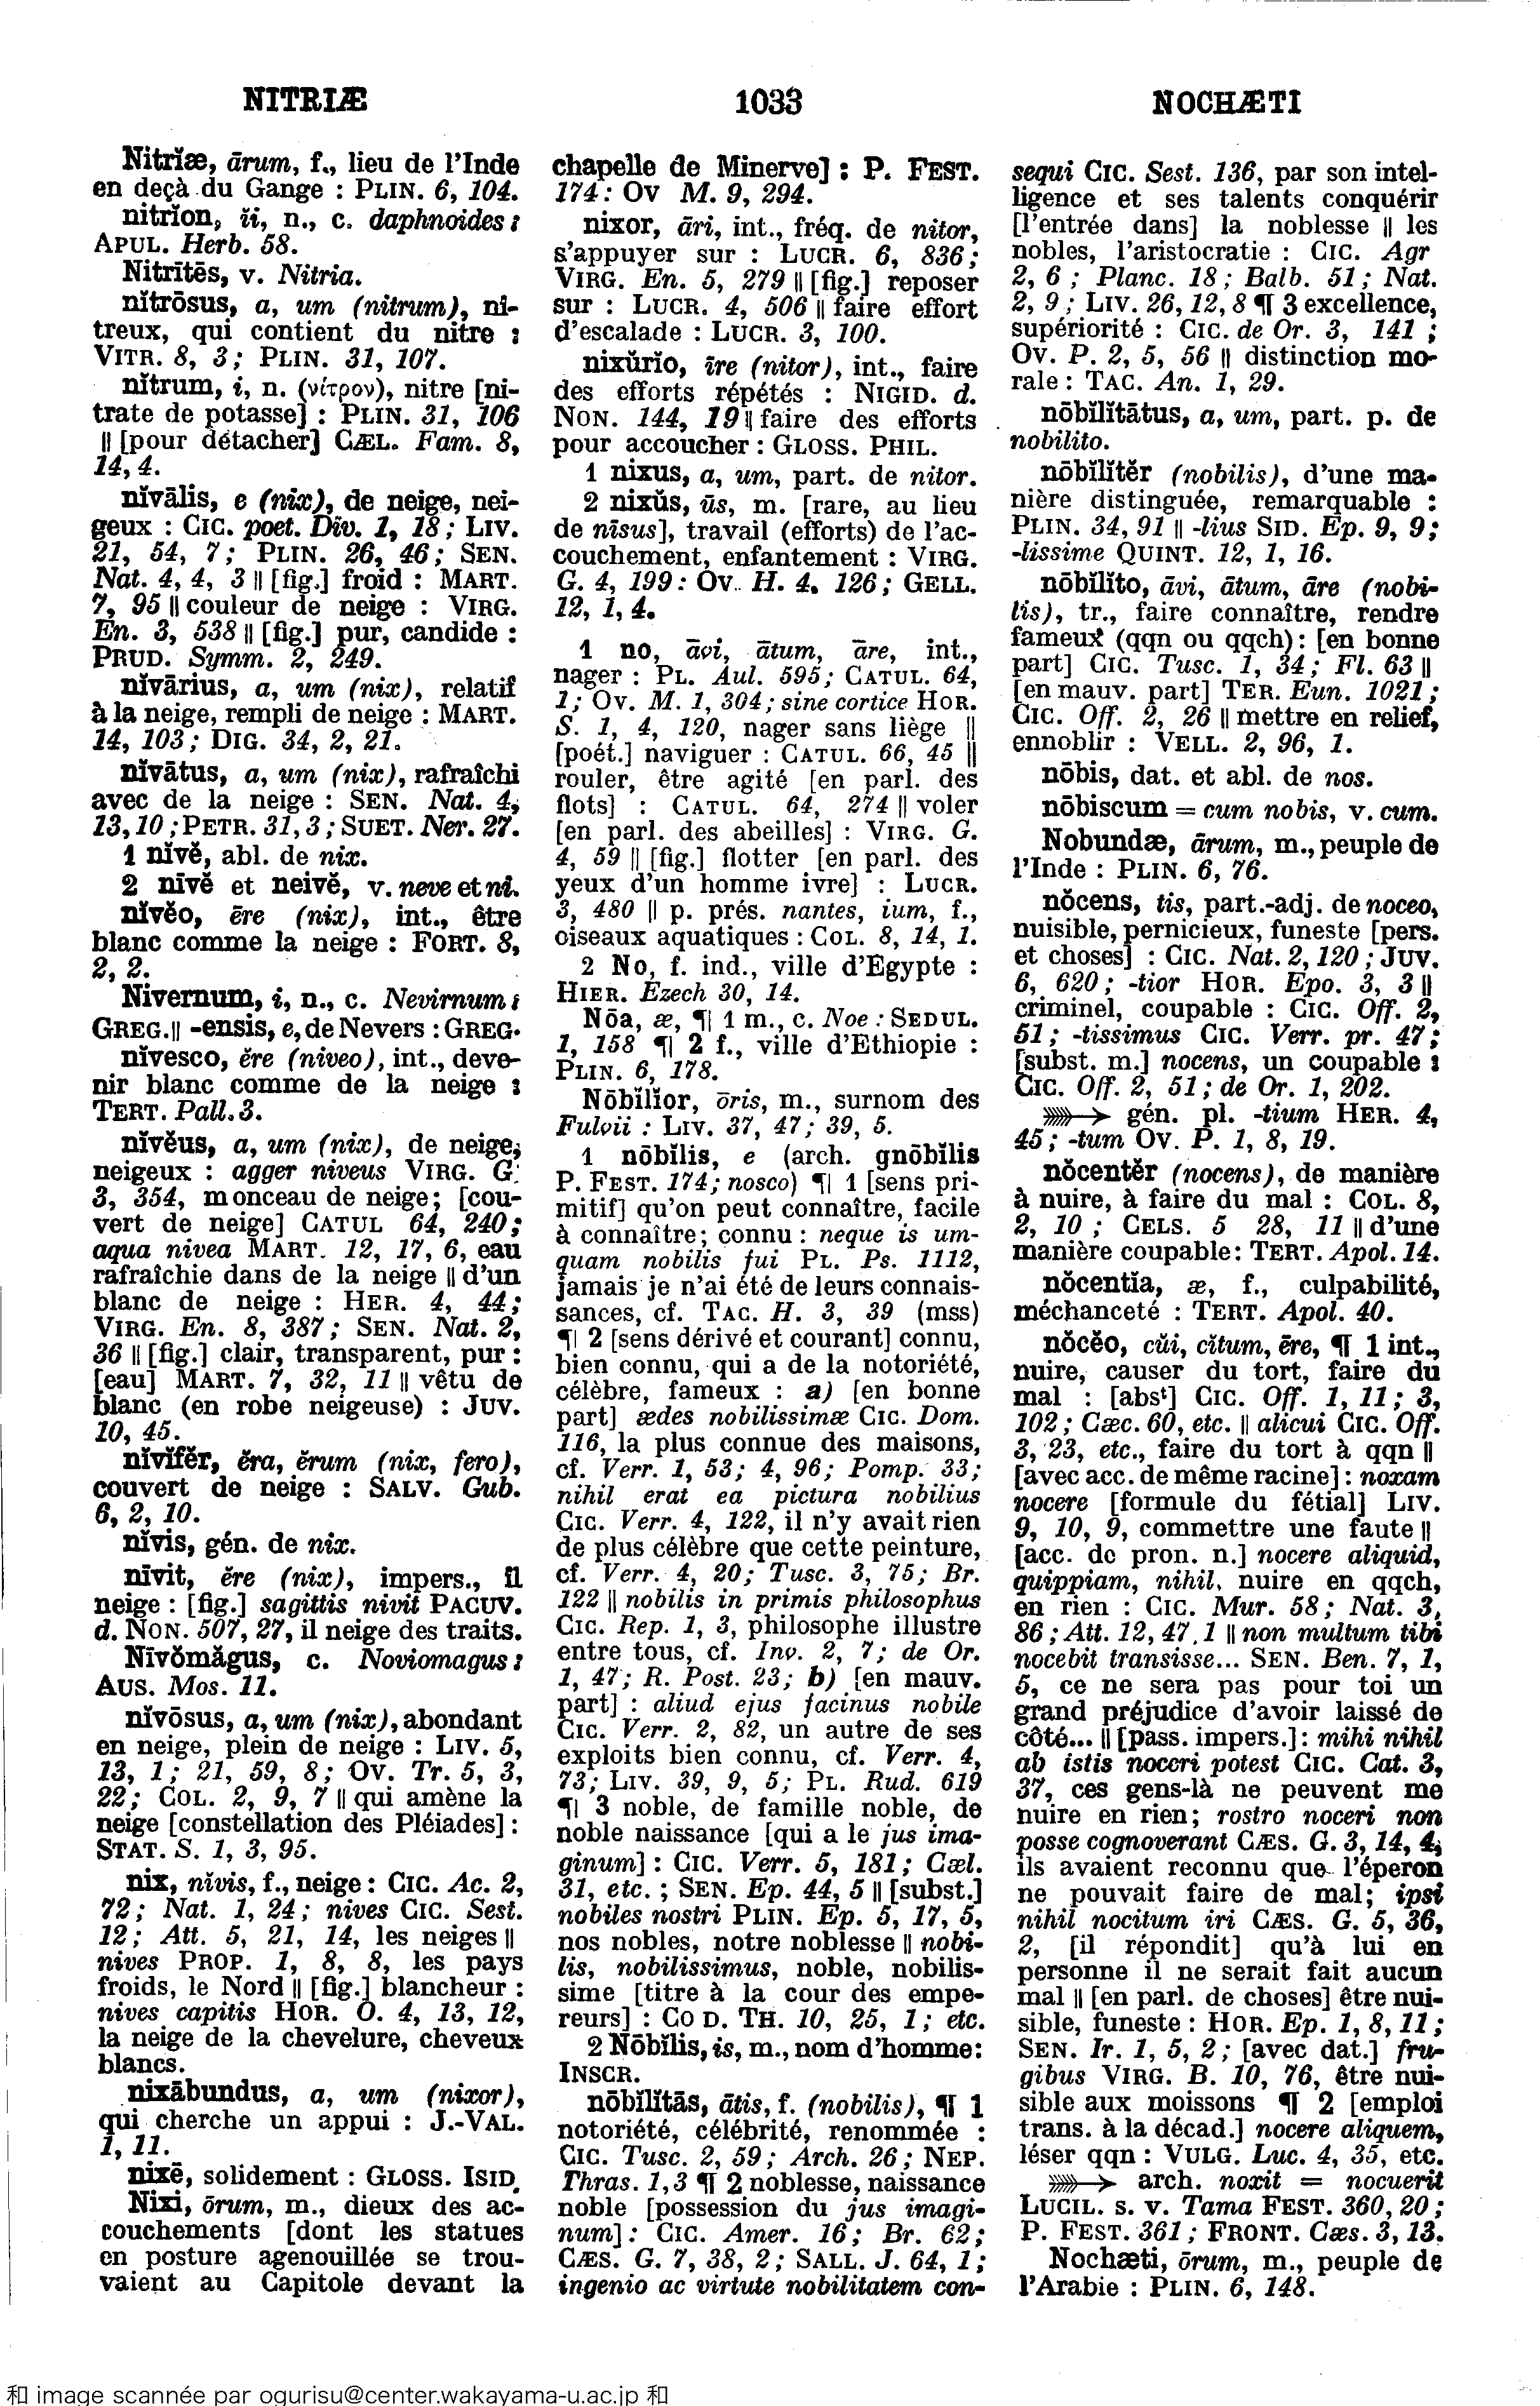 NITRIÆ
1033
NOCHÆTI
Nitrĭæ, ārum, f., lieu de l'Inde
en deçà du Gange : PLIN. 6, 104.
nitrĭon, ĭi, n., c. daphnoides :
APUL. Herb. 58.
Nitrītēs, v. Nitria.
nĭtrōsus, a, um (nitrum), ni-
treux, qui contient du nitre :
VITR. 8, 3 ; PLIN. 31, 107.
nĭtrum, i, n. (νίτρον), nitre [ni-
trate de potasse] : PLIN. 31, 106
|| [pour détacher] CÆL. Fam. 8,
14, 4.
nĭvālis, e (nix), de neige, nei-
geux : CIC. poet. Div. 1, 18 ; LIV.
21, 54, 7 ; PLIN. 26, 46 ; SEN.
Nat. 4, 4, 3 || [fig.] froid : MART.
7, 95 || couleur de neige : VIRG.
En. 3, 538 || [fig.] pur, candide :
PRUD. Symm. 2, 249.
nĭvārius, a, um (nix), relatif
à la neige, rempli de neige : MART.
14, 103 ; DIG. 34, 2, 21.
nĭvātus, a, um (nix), rafraîchi
avec de la neige : SEN. Nat. 4,
13, 10 ; PETR. 31, 3 ; SUET. Ner. 27.
1 nĭvĕ, abl. de nix.
2 nīvĕ et neivĕ, v. neve et ni.
nĭvĕo, ēre (nix), int., être
blanc comme la neige : FORT. 8,
2, 2.
Nivernum, i, n., c. Nevirnum :
GREG. || -ensis, e, de Nevers : GREG.
nĭvesco, ĕre (niveo), int., deve-
nir blanc comme de la neige :
TERT. Pall. 3.
nĭvĕus, a, um (nix), de neige,
neigeux : agger niveus VIRG. G.
3, 354, monceau de neige ; [cou-
vert de neige] CATUL 64, 240 ;
aqua nivea MART. 12, 17, 6, eau
rafraîchie dans de la neige || d'un
blanc de neige : HER. 4, 44 ;
VIRG. En. 8, 387 ; SEN. Nat. 2,
36 || [fig.] clair, transparent, pur :
[eau] MART. 7, 32, 11 || vêtu de
blanc (en robe neigeuse) : JUV.
10, 45.
nĭvĭfĕr, ĕra, ĕrum (nix, fero),
couvert de neige : SALV. Gub.
6, 2, 10.
nĭvis, gén. de nix.
nīvit, ĕre (nix), impers., il
neige : [fig.] sagittis nivit PACUV.
d. NON. 507, 27, il neige des traits.
Nīvŏmăgus, c. Noviomagus :
AUS. Mos. 11.
nĭvōsus, a, um (nix), abondant
en neige, plein de neige : LIV. 5,
13, 1 ; 21, 59, 8 ; OV. Tr. 5, 3,
22 ; COL. 2, 9, 7 || qui amène la
neige [constellation des Pléiades] :
STAT. S. 1, 3, 95.
nix, nĭvis, f., neige : CIC. Ac. 2,
72 ; Nat. 1, 24 ; nives CIC. Sest.
12 ; Att. 5, 21, 14, les neiges ||
nives PROP. 1, 8, 8, les pays
froids, le Nord || [fig.] blancheur :
nives capitis HOR. O. 4, 13, 12,
la neige de la chevelure, cheveux
blancs.
nixābundus, a, um (nixor),
qui cherche un appui : J.-VAL.
1, 11.
nixē, solidement : GLOSS. ISID.
Nixi, ōrum, m., dieux des ac-
couchements [dont les statues
en posture agenouillée se trou-
vaient au Capitole devant la
chapelle de Minerve] : P. FEST.
174 : OV M. 9, 294.
nixor, āri, int., fréq. de nitor,
s'appuyer sur : LUCR. 6, 836 ;
VIRG. En. 5, 279 || [fig.] reposer
sur : LUCR. 4, 506 || faire effort
d'escalade : LUCR. 3, 100.
nixŭrĭo, īre (nitor), int., faire
des efforts répétés : NIGID. d.
NON. 144, 19 || faire des efforts
pour accoucher : GLOSS. PHIL.
1 nixus, a, um, part. de nitor.
2 nixŭs, ūs, m. [rare, au lieu
de nīsus], travail (efforts) de l'ac-
couchement, enfantement : VIRG.
G. 4, 199 : OV. H. 4, 126 ; GELL.
12, 1, 4.
1 no, āvi, ātum, āre, int.,
nager : PL. Aul. 595 ; CATUL. 64,
1 ; OV. M. 1, 304 ; sine cortice HOR.
S. 1, 4, 120, nager sans liège ||
[poét.] naviguer : CATUL. 66, 45 ||
rouler, être agité [en parl. des
flots] : CATUL. 64, 274 || voler
[en parl. des abeilles] : VIRG. G.
4, 59 || [fig.] flotter [en parl. des
yeux d'un homme ivre] : LUCR.
3, 480 || p. prés. nantes, ium, f.,
oiseaux aquatiques : COL. 8, 14, 1.
2 No, f. ind., ville d'Egypte :
HIER. Ezech 30, 14.
Nōa, æ, ¶ 1 m., c. Noe : SEDUL.
1, 158 ¶ 2 f., ville d'Ethiopie :
PLIN. 6, 178.
Nōbĭlĭor, ōris, m., surnom des
Fulvii : LIV. 37, 47 ; 39, 5.
1 nōbĭlis, e (arch. gnōbĭlis
P. FEST. 174 ; nosco) ¶ 1 [sens pri-
mitif] qu'on peut connaître, facile
à connaître ; connu : neque is um-
quam nobilis fui PL. Ps. 1112,
jamais je n'ai été de leurs connais-
sances, cf. TAC. H. 3, 39 (mss)
¶ 2 [sens dérivé et courant] connu,
bien connu, qui a de la notoriété,
célèbre, fameux : a) [en bonne
part] ædes nobilissimæ CIC. Dom.
116, la plus connue des maisons,
cf. Verr. 1, 53 ; 4, 96 ; Pomp. 33 ;
nihil erat ea pictura nobilius
CIC. Verr. 4, 122, il n'y avait rien
de plus célèbre que cette peinture,
cf. Verr. 4, 20 ; Tusc. 3, 75 ; Br.
122 || nobilis in primis philosophus
CIC. Rep. 1, 3, philosophe illustre
entre tous, cf. Inv. 2, 7 ; de Or.
1, 47 ; R. Post. 23 ; b) [en mauv.
part] : aliud ejus facinus nobile
CIC. Verr. 2, 82, un autre de ses
exploits bien connu, cf. Verr. 4,
73 ; LIV. 39, 9, 5 ; PL. Rud. 619
¶ 3 noble, de famille noble, de
noble naissance [qui a le jus ima-
ginum] : CIC. Verr. 5, 181 ; Cæl.
31, etc. ; SEN. Ep. 44, 5 || [subst.]
nobiles nostri PLIN. Ep. 5, 17, 5,
nos nobles, notre noblesse || nobi-
lis, nobilissimus, noble, nobilis-
sime [titre à la cour des empe-
reurs] : CO D. TH. 10, 25, 1 ; etc.
2 Nōbĭlis, is, m., nom d'homme :
INSCR.
nōbĭlĭtās, ātis, f. (nobilis), ¶ 1
notoriété, célébrité, renommée :
CIC. Tusc. 2, 59 ; Arch. 26 ; NEP.
Thras. 1, 3 ¶ 2 noblesse, naissance
noble [possession du jus imagi-
num] : CIC. Amer. 16 ; Br. 62 ;
CÆS. G. 7, 38, 2 ; SALL. J. 64, 1 ;
ingenio ac virtute nobilitatem con-
sequi CIC. Sest. 136, par son intel-
ligence et ses talents conquérir
[l'entrée dans] la noblesse || les
nobles, l'aristocratie : CIC. Agr
2, 6 ; Planc. 18 ; Balb. 51 ; Nat.
2, 9 ; LIV. 26, 12, 8 ¶ 3 excellence,
supériorité : CIC. de Or. 3, 141 ;
OV. P. 2, 5, 56 || distinction mo-
rale : TAC. An. 1, 29.
nōbĭlĭtātus, a, um, part. p. de
nobilito.
nōbĭlĭtĕr (nobilis), d'une ma-
nière distinguée, remarquable :
PLIN. 34, 91 || -lius SID. Ep. 9, 9 ;
-lissime QUINT. 12, 1, 16.
nōbĭlĭto, āvi, ātum, āre (nobi-
lis), tr., faire connaître, rendre
fameux (qqn ou qqch) : [en bonne
part] CIC. Tusc. 1, 34 ; Fl. 63 ||
[en mauv. part] TER. Eun. 1021 ;
CIC. Off. 2, 26 || mettre en relief,
ennoblir : VELL. 2, 96, 1.
nōbis, dat. et abl. de nos.
nōbiscum = cum nobis, v. cum.
Nobundæ, ārum, m., peuple de
l'Inde : PLIN. 6, 76.
nŏcens, tis, part.-adj. de noceo,
nuisible, pernicieux, funeste [pers.
et choses] : CIC. Nat. 2, 120 ; JUV.
6, 620 ; -tior HOR. Epo. 3, 3 ||
criminel, coupable : CIC. Off. 2,
51 ; -tissimus CIC. Verr. pr. 47 ;
[subst. m.] nocens, un coupable :
CIC. Off. 2, 51 ; de Or. 1, 202.
⟶ gén. pl. -tium HER. 4,
45 ; -tum OV. P. 1, 8, 19.
nŏcentĕr (nocens), de manière
à nuire, à faire du mal : COL. 8,
2, 10 ; CELS. 5 28, 11 || d'une
manière coupable : TERT. Apol. 14.
nŏcentĭa, æ, f., culpabilité,
méchanceté : TERT. Apol. 40.
nŏcĕo, cŭi, cĭtum, ēre, ¶ 1 int.,
nuire, causer du tort, faire du
mal : [absᵗ] CIC. Off. 1, 11 ; 3,
102 ; Cæc. 60, etc. || alicui CIC. Off.
3, 23, etc., faire du tort à qqn ||
[avec acc. de même racine] : noxam
nocere [formule du fétial] LIV.
9, 10, 9, commettre une faute ||
[acc. de pron. n.] nocere aliquid,
quippiam, nihil, nuire en qqch,
en rien : CIC. Mur. 58 ; Nat. 3,
86 ; Att. 12, 47, 1 || non multum tibi
nocebit transisse... SEN. Ben. 7, 1,
5, ce ne sera pas pour toi un
grand préjudice d'avoir laissé de
côté... || [pass. impers.] : mihi nihil
ab istis noceri potest CIC. Cat. 3,
37, ces gens-là ne peuvent me
nuire en rien ; rostro noceri non
posse cognoverant CÆS. G. 3, 14, 4,
ils avaient reconnu que l'éperon
ne pouvait faire de mal ; ipsi
nihil nocitum iri CÆS. G. 5, 36,
2, [il répondit] qu'à lui en
personne il ne serait fait aucun
mal || [en parl. de choses] être nui-
sible, funeste : HOR. Ep. 1, 8, 11 ;
SEN. Ir. 1, 5, 2 ; [avec dat.] fru-
gibus VIRG. B. 10, 76, être nui-
sible aux moissons ¶ 2 [emploi
trans. à la décad.] nocere aliquem,
léser qqn : VULG. Luc. 4, 35, etc.
⟶ arch. noxit = nocuerit
LUCIL. s. v. Tama FEST. 360, 20 ;
P. FEST. 361 ; FRONT. Cæs. 3, 13.
Nochæti, ōrum, m., peuple de
l'Arabie : PLIN. 6, 148.
和 image scannée par ogurisu@center.wakayama-u.ac.jp 和